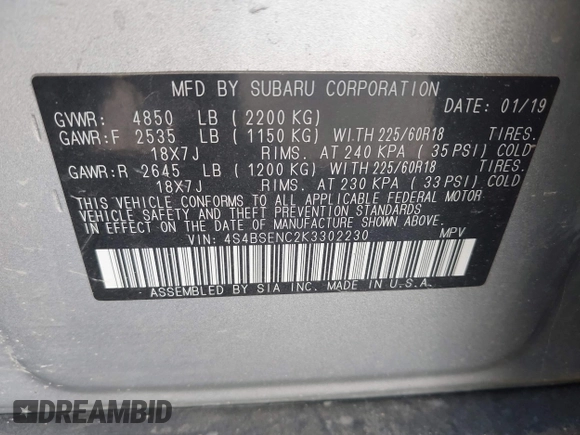 MFD BY SUBARU CORPORATION
DATE: 01/19
GVWR: 4850 LB (2200 KG)
GAWR:F 2535 LB (1150 KG) WITH 225/60R18 TIRES.
18X7J RIMS. AT 240 KPA (35 PSI) COLD
GAWR:R 2645 LB (1200 KG) WITH 225/60R18 TIRES.
18X7J RIMS. AT 230 KPA (33 PSI) COLD
THIS VEHICLE CONFORMS TO ALL APPLICABLE FEDERAL MOTOR
VEHICLE SAFETY AND THEFT PREVENTION STANDARDS
IN EFFECT ON THE DATE OF MANUFACTURE SHOWN ABOVE.
VIN: 4S4BSENC2K3302230 MPV
ASSEMBLED BY SIA INC. MADE IN U.S.A.
DREAMBID